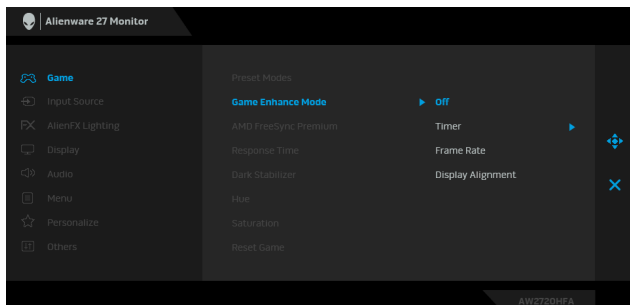 Alienware 27 Monitor
Game
Input Source
AlienFX Lighting
Display
Audio
Menu
Personalize
Others
Preset Modes
Game Enhance Mode
AMD FreeSync Premium
Response Time
Dark Stabilizer
Hue
Saturation
Reset Game
Off
Timer
Frame Rate
Display Alignment
AW2720HFA